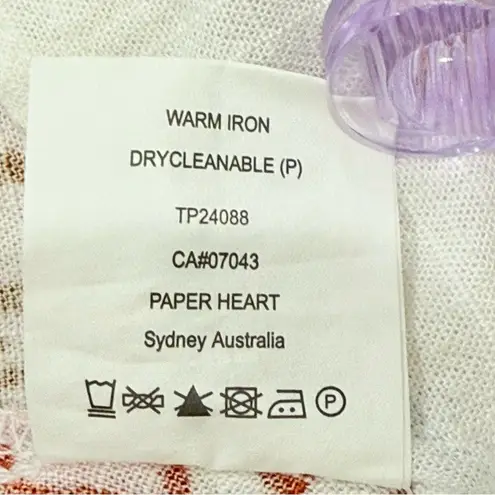 WARM IRON
DRYCLEANABLE (P)
TP24088
CA#07043
PAPER HEART
Sydney Australia
P